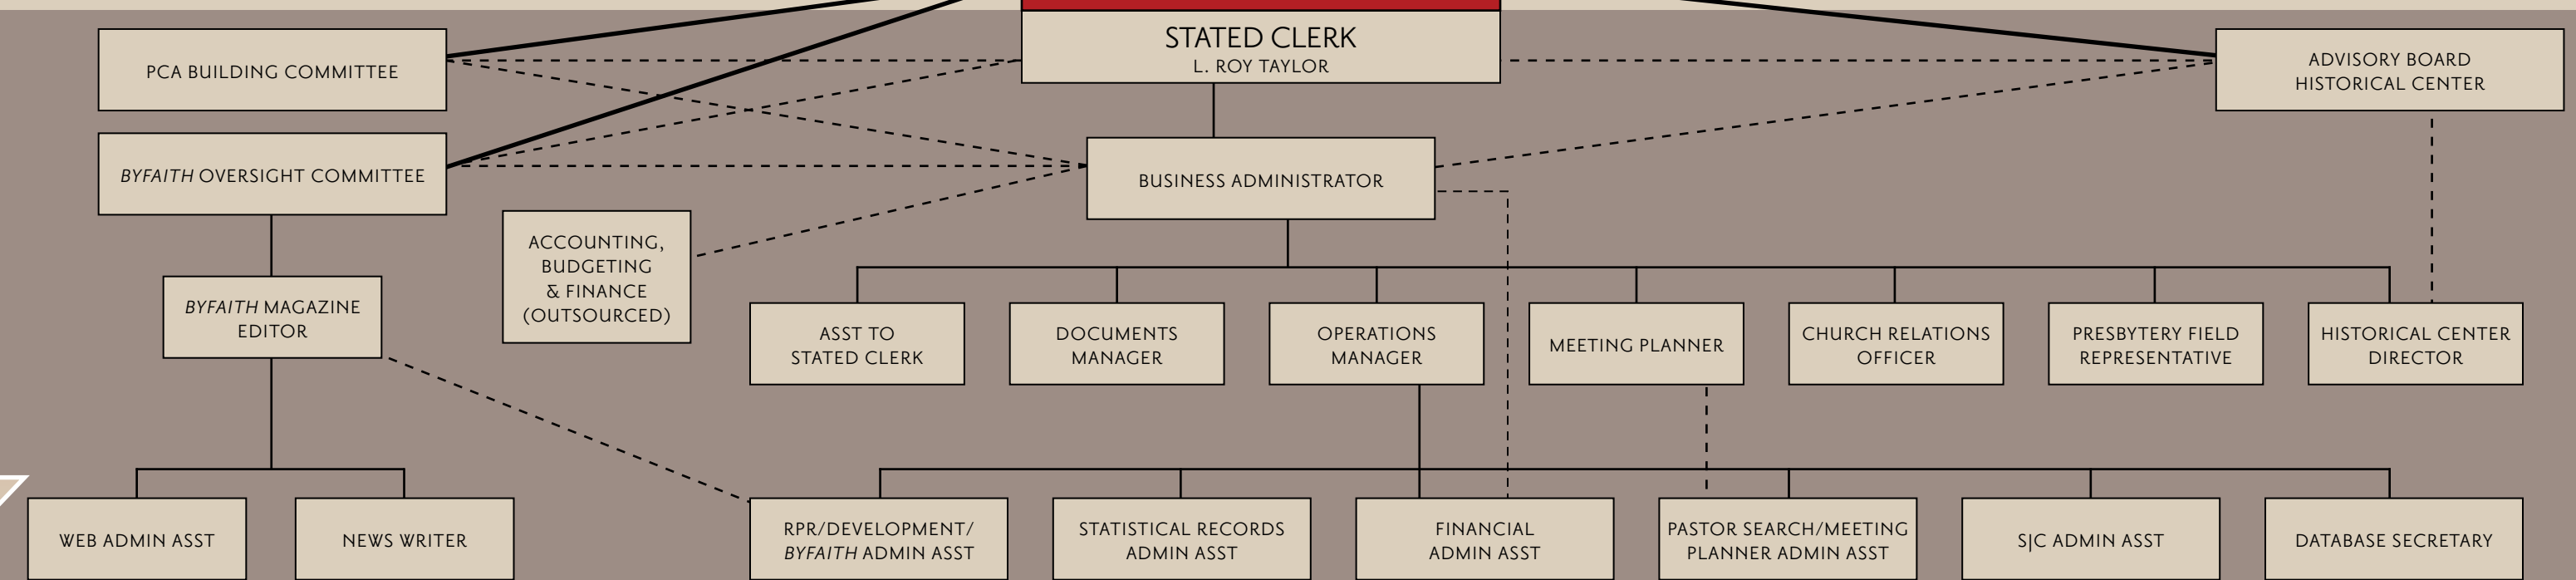 STATED CLERK
L. ROY TAYLOR
PCA BUILDING COMMITTEE
ADVISORY BOARD
HISTORICAL CENTER
BYFAITH OVERSIGHT COMMITTEE
BUSINESS ADMINISTRATOR
ACCOUNTING,
BUDGETING
& FINANCE
(OUTSOURCED)
BYFAITH MAGAZINE
EDITOR
ASST TO
STATED CLERK
DOCUMENTS
MANAGER
OPERATIONS
MANAGER
MEETING PLANNER
CHURCH RELATIONS
OFFICER
PRESBYTERY FIELD
REPRESENTATIVE
HISTORICAL CENTER
DIRECTOR
WEB ADMIN ASST
NEWS WRITER
RPR/DEVELOPMENT/
BYFAITH ADMIN ASST
STATISTICAL RECORDS
ADMIN ASST
FINANCIAL
ADMIN ASST
PASTOR SEARCH/MEETING
PLANNER ADMIN ASST
SJC ADMIN ASST
DATABASE SECRETARY